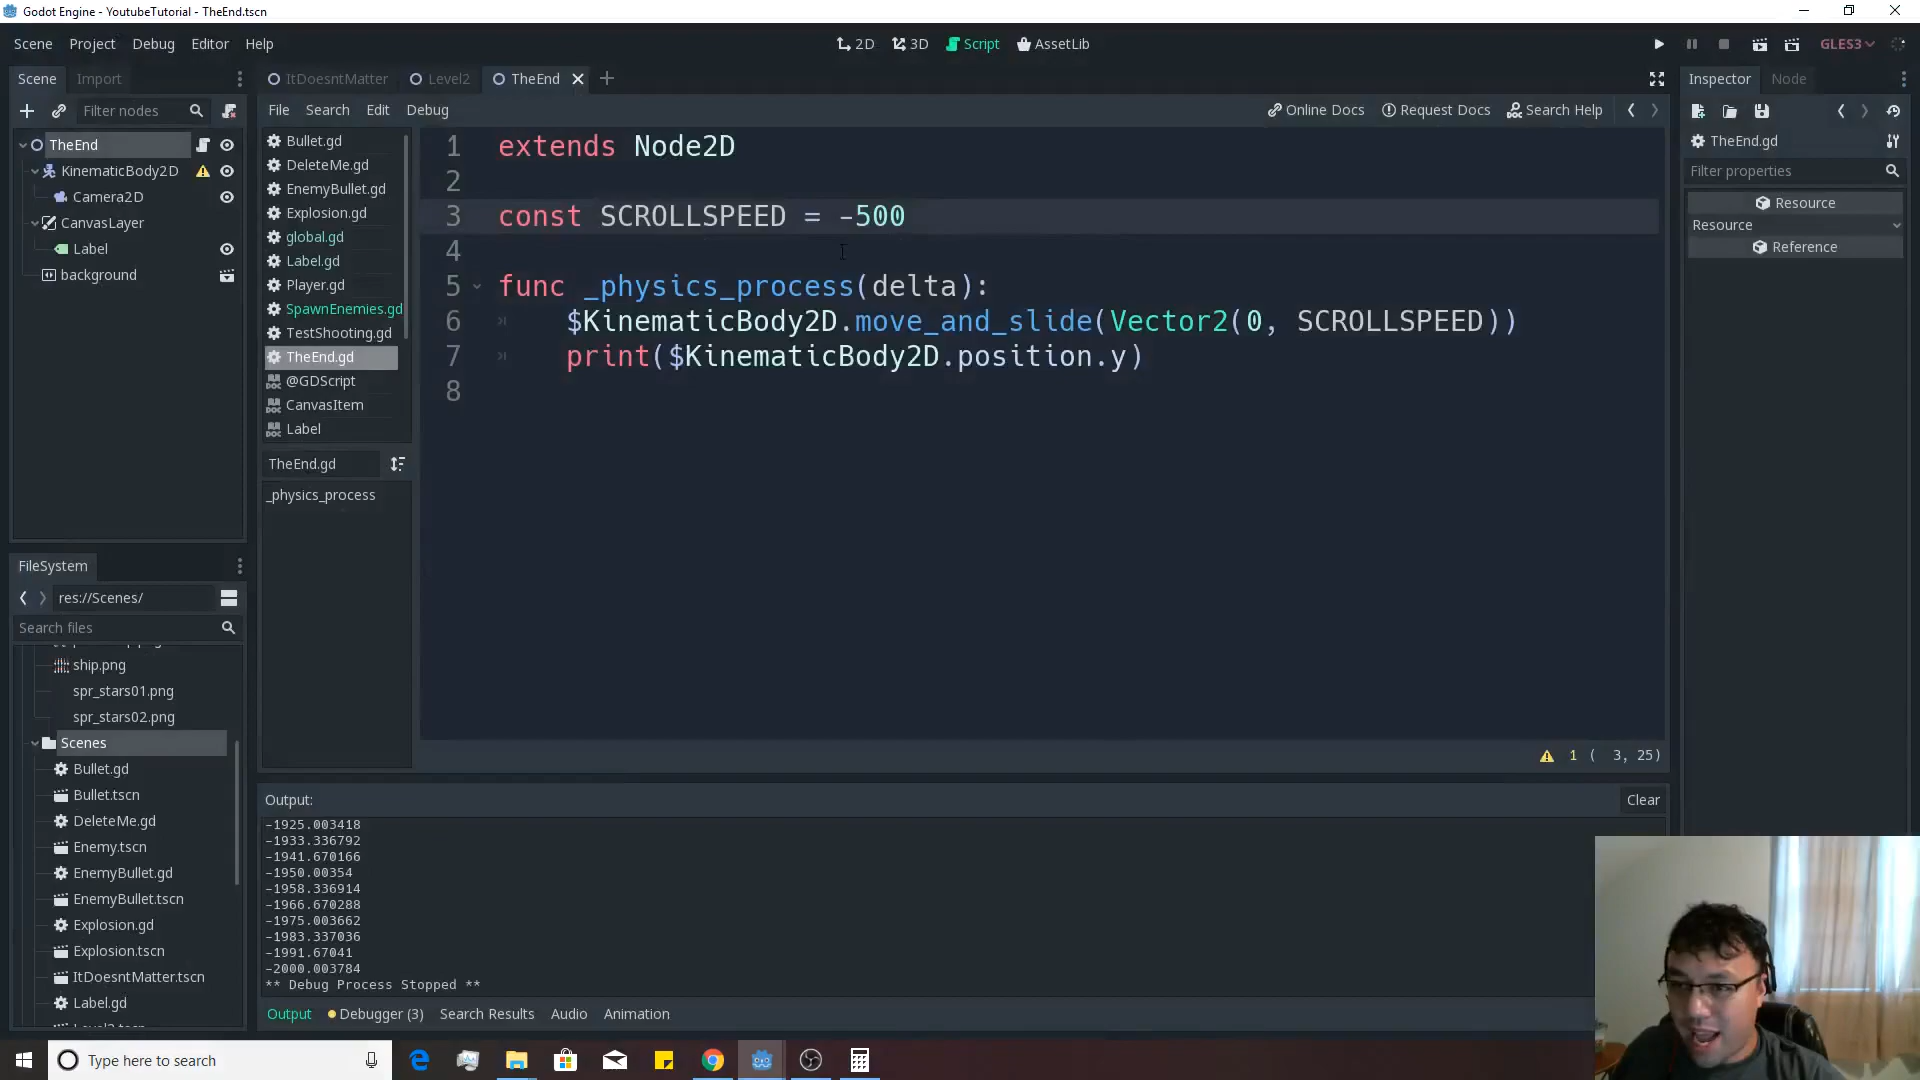 Godot Engine - YoutubeTutorial - TheEnd.tscn
Scene Project Debug Editor Help
2D 3D Script AssetLib
GLES3
Scene Import
ItDoesntMatter Level2 TheEnd
Inspector Node
Filter nodes
File Search Edit Debug
Online Docs Request Docs Search Help
TheEnd
KinematicBody2D
Camera2D
CanvasLayer
Label
background
Bullet.gd
DeleteMe.gd
EnemyBullet.gd
Explosion.gd
global.gd
Label.gd
Player.gd
SpawnEnemies.gd
TestShooting.gd
TheEnd.gd
@GDScript
CanvasItem
Label
TheEnd.gd
_physics_process
1 extends Node2D
2
3 const SCROLLSPEED = -500
4
5 func _physics_process(delta):
6 $KinematicBody2D.move_and_slide(Vector2(0, SCROLLSPEED))
7 print($KinematicBody2D.position.y)
8
1 ( 3, 25)
TheEnd.gd
Filter properties
Resource
Resource
Reference
FileSystem
res://Scenes/
Search files
ship.png
spr_stars01.png
spr_stars02.png
Scenes
Bullet.gd
Bullet.tscn
DeleteMe.gd
Enemy.tscn
EnemyBullet.gd
EnemyBullet.tscn
Explosion.gd
Explosion.tscn
ItDoesntMatter.tscn
Label.gd
Output:
Clear
-1925.003418
-1933.336792
-1941.670166
-1950.00354
-1958.336914
-1966.670288
-1975.003662
-1983.337036
-1991.67041
-2000.003784
** Debug Process Stopped **
Output Debugger (3) Search Results Audio Animation
Type here to search